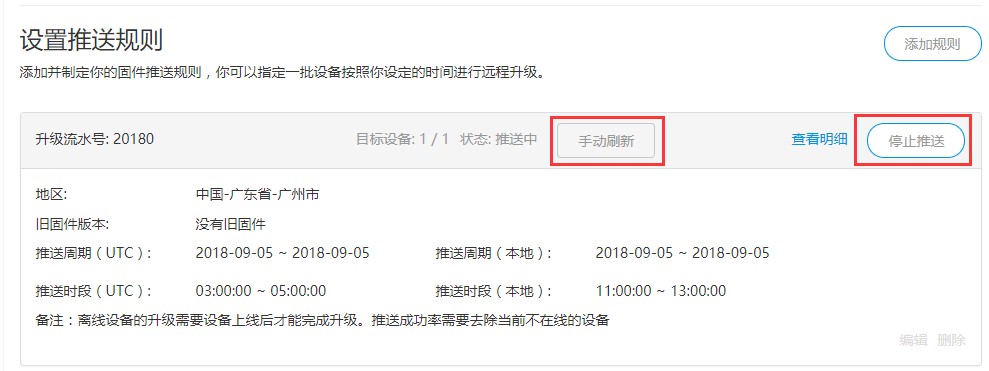 设置推送规则
添加规则
添加并制定你的固件推送规则，你可以指定一批设备按照你设定的时间进行远程升级。
升级流水号: 20180 目标设备: 1 / 1 状态: 推送中 手动刷新 查看明细 停止推送
地区: 中国-广东省-广州市
旧固件版本: 没有旧固件
推送周期（UTC）: 2018-09-05 ~ 2018-09-05 推送周期（本地）: 2018-09-05 ~ 2018-09-05
推送时段（UTC）: 03:00:00 ~ 05:00:00 推送时段（本地）: 11:00:00 ~ 13:00:00
备注：离线设备的升级需要设备上线后才能完成升级。推送成功率需要去除当前不在线的设备
编辑 删除